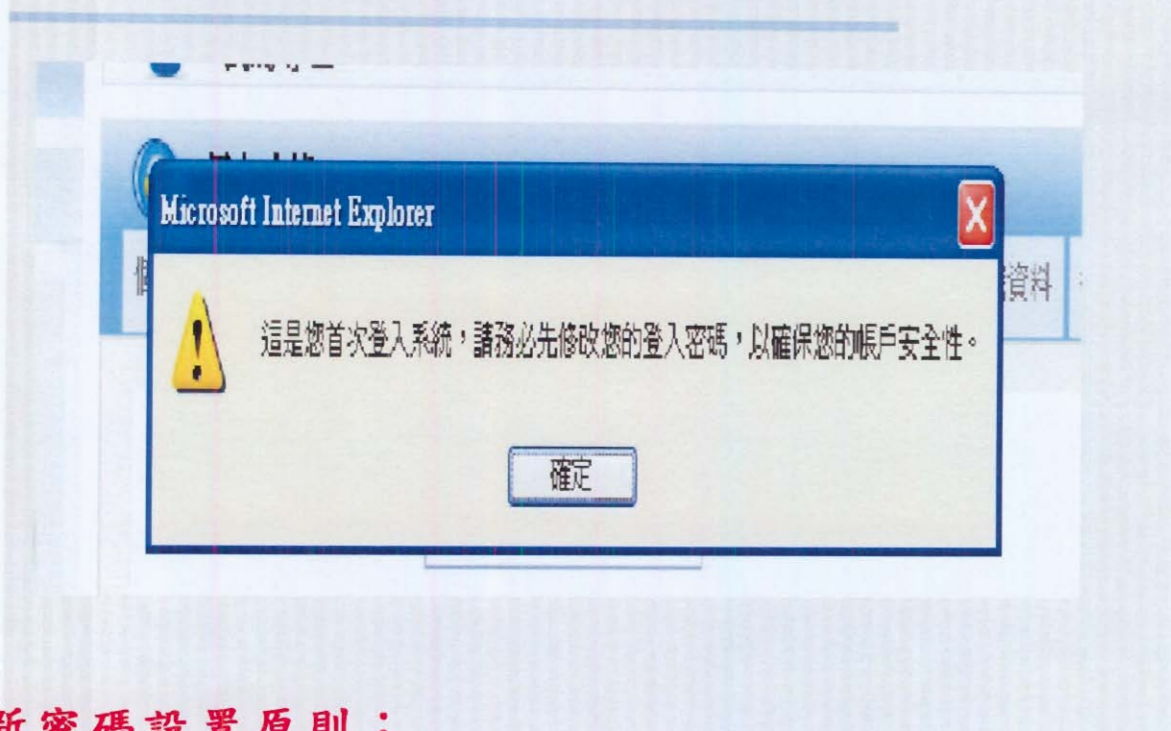 Microsoft Internet Explorer
資料
這是您首次登入系統，請務必先修改您的登入密碼，以確保您的帳戶安全性。
確定
新密碼設置原則：